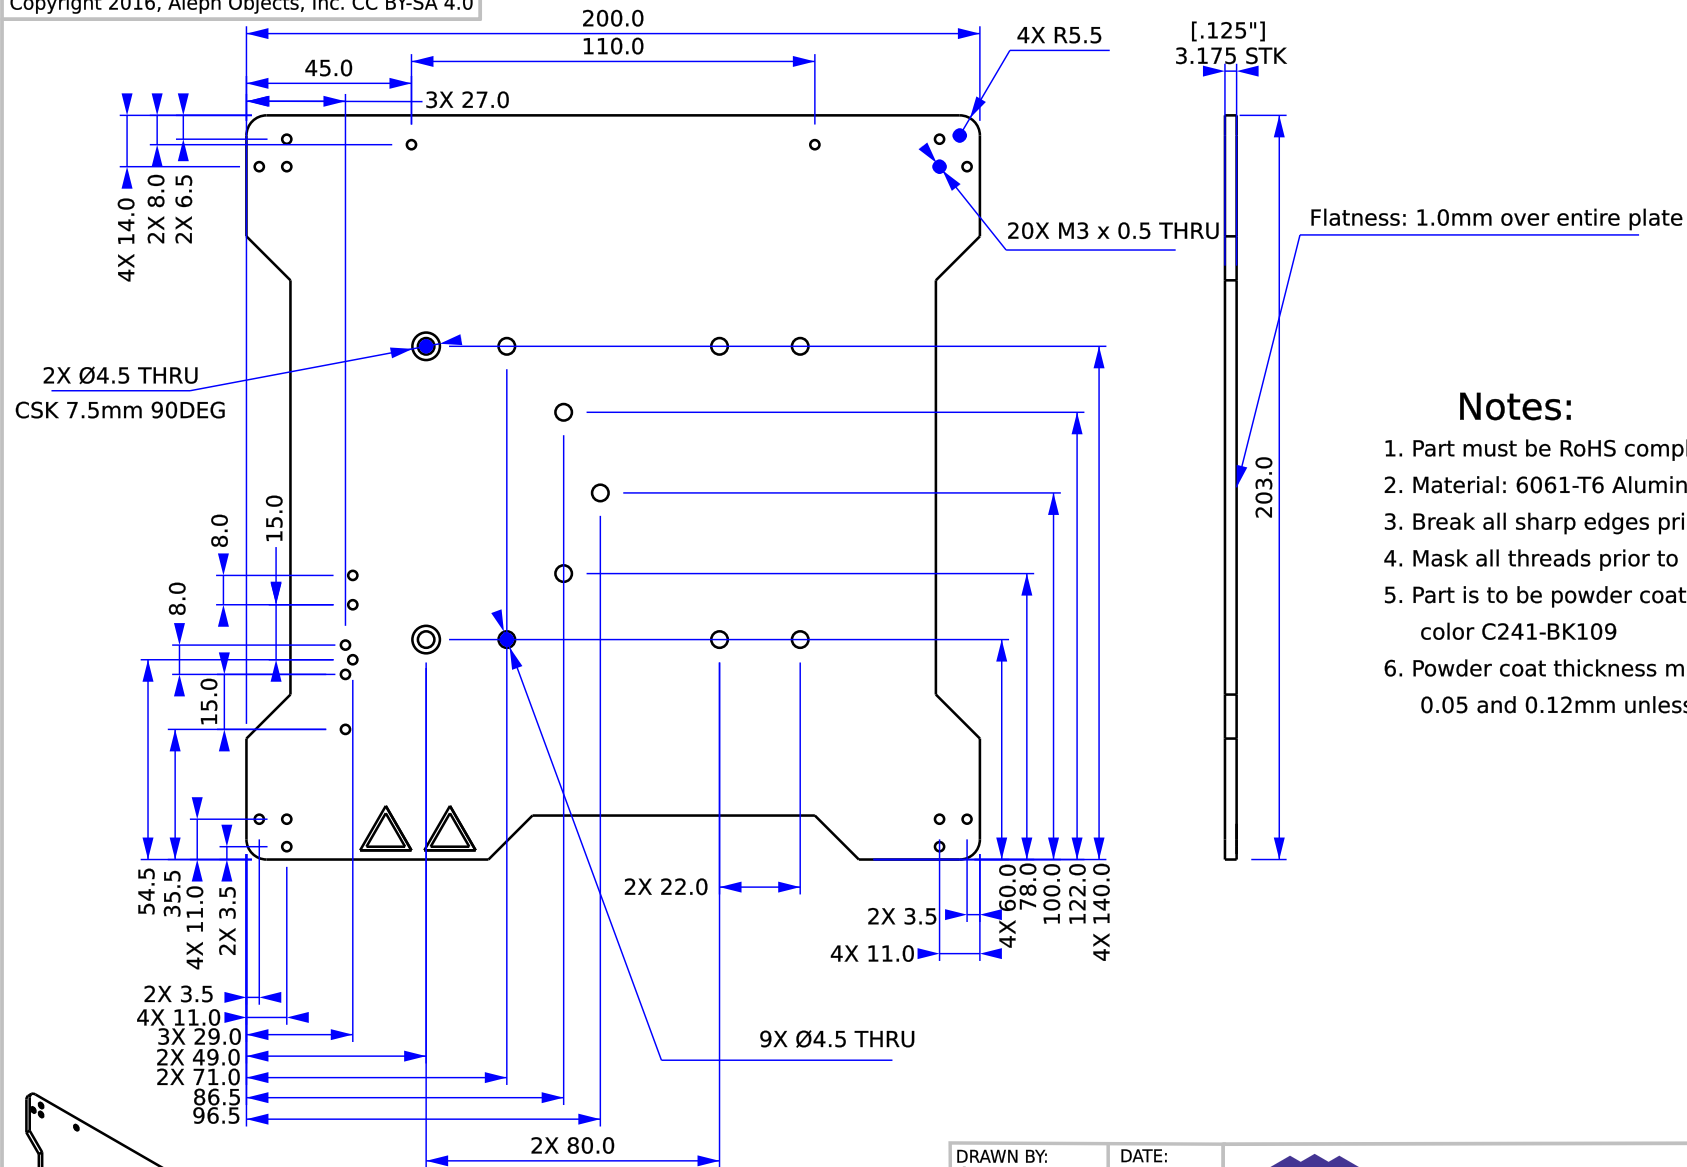 Copyright 2016, Aleph Objects, Inc. CC BY-SA 4.0
200.0
110.0
45.0
3X 27.0
4X R5.5
[.125"]
3.175 STK
4X 14.0
2X 8.0
2X 6.5
20X M3 x 0.5 THRU
Flatness: 1.0mm over entire plate
2X Ø4.5 THRU
CSK 7.5mm 90DEG
203.0
Notes:
1. Part must be RoHS
2. Material: 6061-T6
3. Break all sharp edges
4. Mask all threads prior to
5. Part is to be powder
color C241-BK109
6. Powder coat thickness
0.05 and 0.12mm
8.0
15.0
8.0
15.0
54.5
35.5
4X 11.0
2X 3.5
2X 22.0
2X 3.5
4X 11.0
4X 60.0
78.0
100.0
122.0
4X 140.0
2X 3.5
4X 11.0
3X 29.0
2X 49.0
2X 71.0
86.5
96.5
9X Ø4.5 THRU
2X 80.0
DRAWN BY:
DATE: